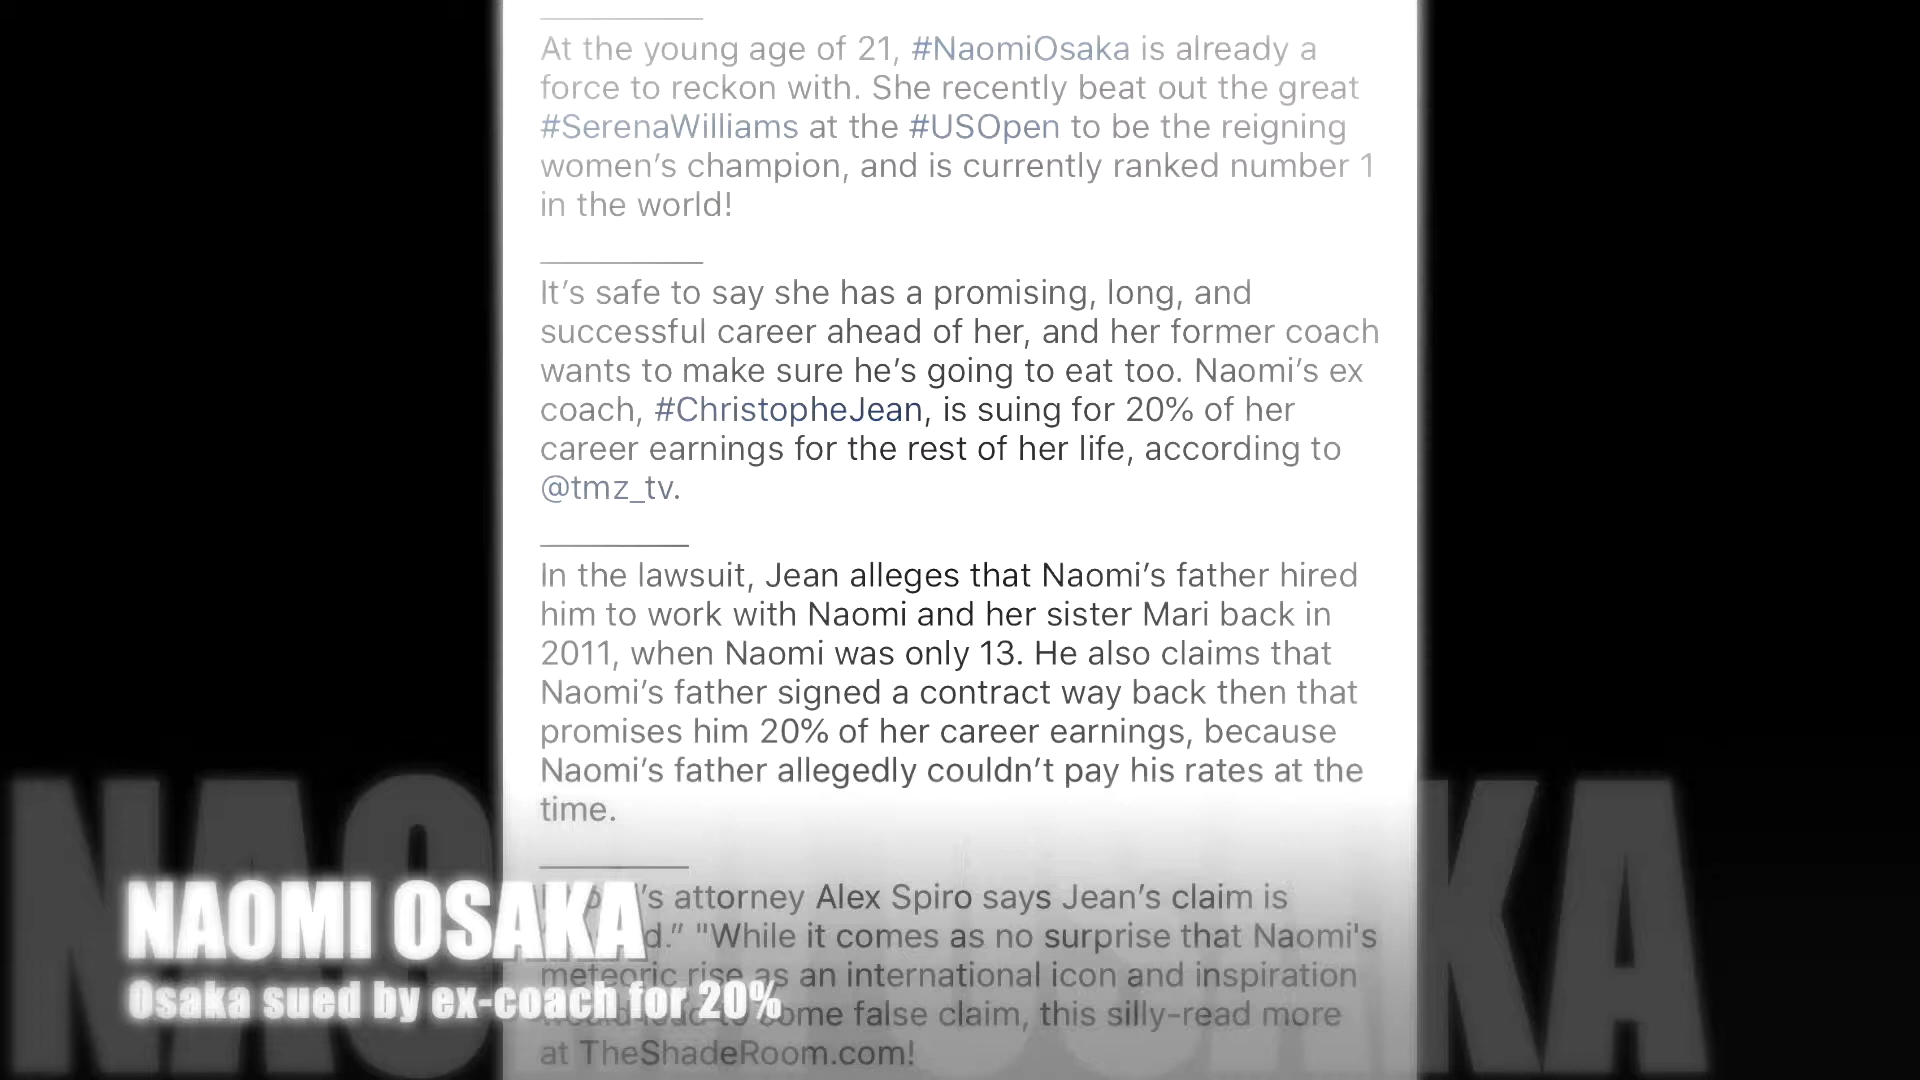 At the young age of 21, #NaomiOsaka is already a
force to reckon with. She recently beat out the great
#SerenaWilliams at the #USOpen to be the reigning
women’s champion, and is currently ranked number 1
in the world!
It’s safe to say she has a promising, long, and
successful career ahead of her, and her former coach
wants to make sure he’s going to eat too. Naomi’s ex
coach, #ChristopheJean, is suing for 20% of her
career earnings for the rest of her life, according to
@tmz_tv.
In the lawsuit, Jean alleges that Naomi’s father hired
him to work with Naomi and her sister Mari back in
2011, when Naomi was only 13. He also claims that
Naomi’s father signed a contract way back then that
promises him 20% of her career earnings, because
Naomi’s father allegedly couldn’t pay his rates at the
time.
attorney Alex Spiro says Jean’s claim is
"While it comes as no surprise that Naomi's
meteoric rise as an international icon and inspiration
false claim, this silly-read more
at TheShadeRoom.com!
NAOMI OSAKA
Osaka sued by ex-coach for 20%